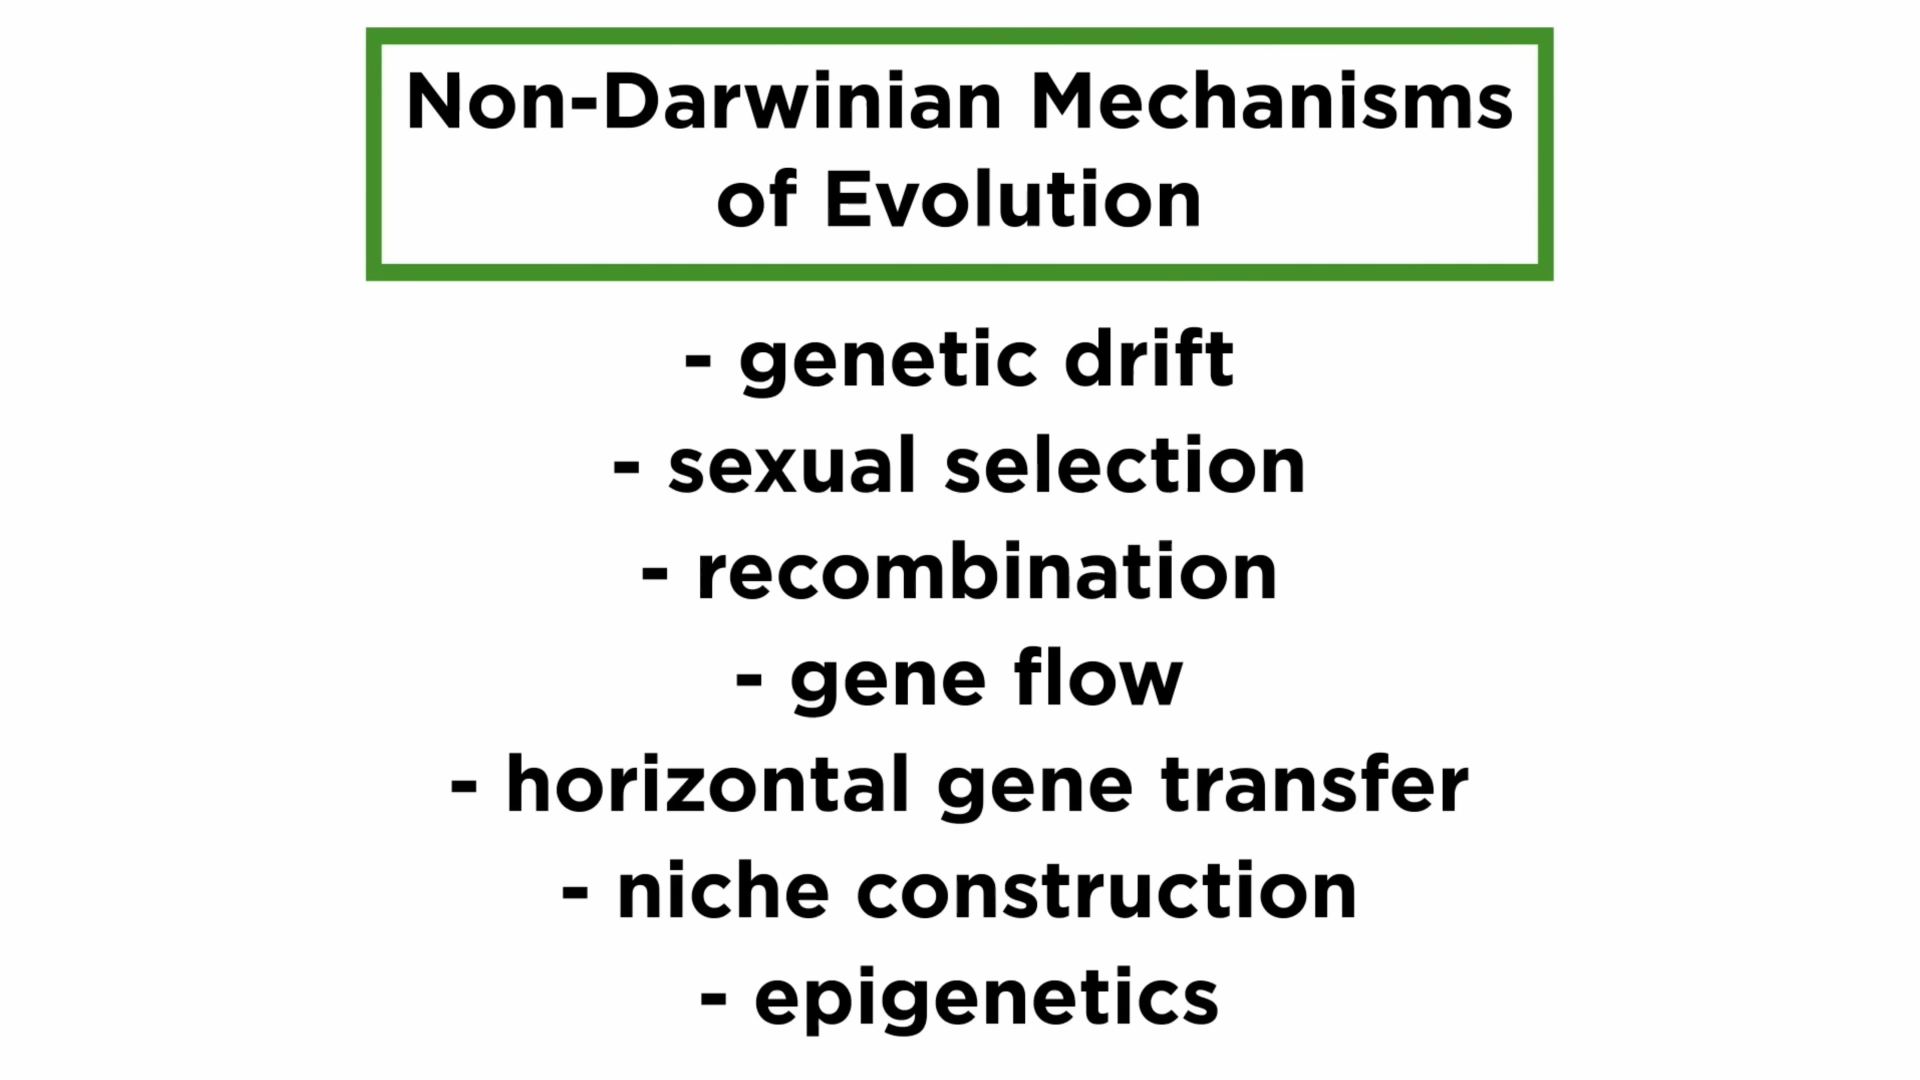 Non-Darwinian Mechanisms
of Evolution
- genetic drift
- sexual selection
- recombination
- gene flow
- horizontal gene transfer
- niche construction
- epigenetics